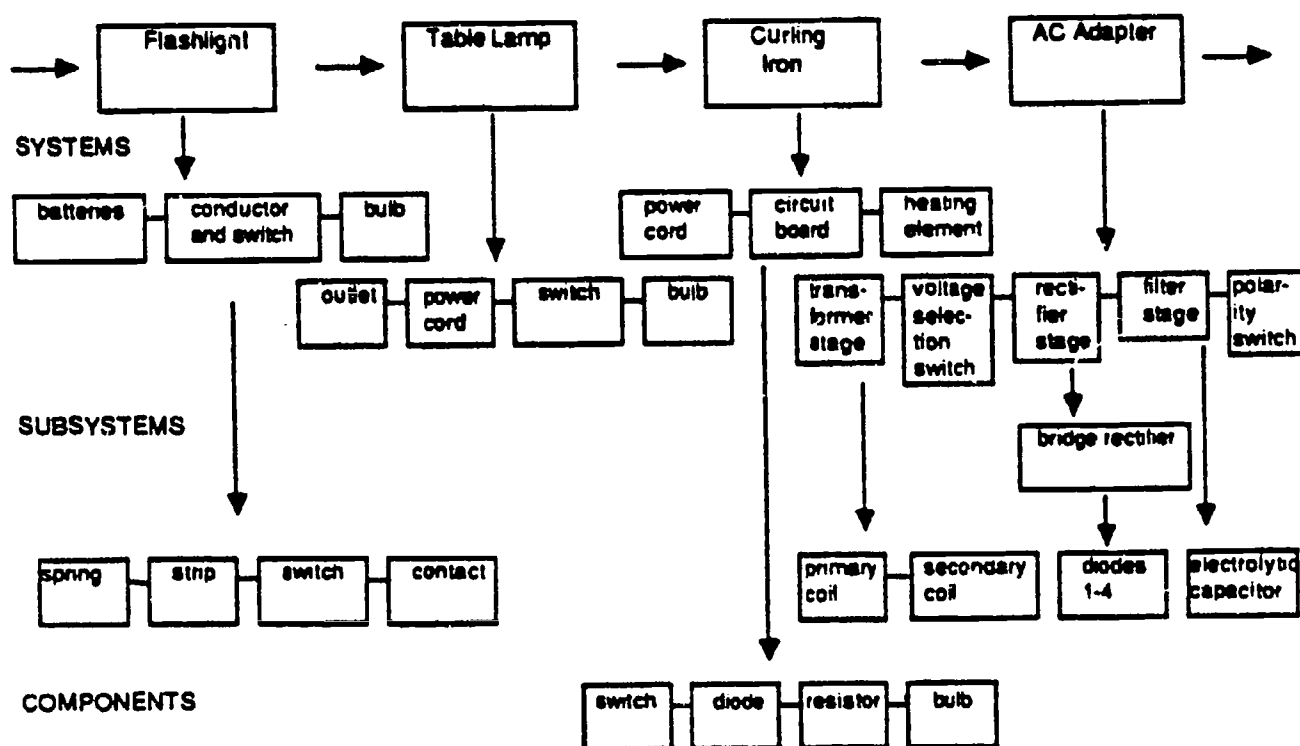 Flashlight
Table Lamp
Curling
Iron
AC Adapter
SYSTEMS
batteries
conductor
and switch
bulb
power
cord
circuit
board
heating
element
outlet
power
cord
switch
bulb
trans-
former
stage
voltage
selec-
tion
switch
recti-
fier
stage
filter
stage
polar-
ity
switch
SUBSYSTEMS
bridge rectifier
spring
strip
switch
contact
primary
coil
secondary
coil
diodes
1-4
electrolytic
capacitor
COMPONENTS
switch
diode
resistor
bulb